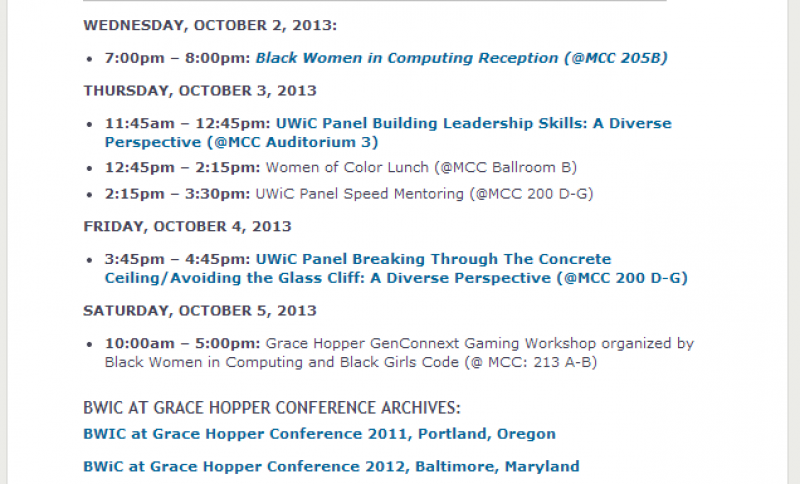 WEDNESDAY, OCTOBER 2, 2013:
• 7:00pm – 8:00pm: Black Women in Computing Reception (@MCC 205B)
THURSDAY, OCTOBER 3, 2013
• 11:45am – 12:45pm: UWiC Panel Building Leadership Skills: A Diverse
Perspective (@MCC Auditorium 3)
• 12:45pm – 2:15pm: Women of Color Lunch (@MCC Ballroom B)
• 2:15pm – 3:30pm: UWiC Panel Speed Mentoring (@MCC 200 D-G)
FRIDAY, OCTOBER 4, 2013
• 3:45pm – 4:45pm: UWiC Panel Breaking Through The Concrete
Ceiling/Avoiding the Glass Cliff: A Diverse Perspective (@MCC 200 D-G)
SATURDAY, OCTOBER 5, 2013
• 10:00am – 5:00pm: Grace Hopper GenConnext Gaming Workshop organized by
Black Women in Computing and Black Girls Code (@ MCC: 213 A-B)
BWIC AT GRACE HOPPER CONFERENCE ARCHIVES:
BWIC at Grace Hopper Conference 2011, Portland, Oregon
BWiC at Grace Hopper Conference 2012, Baltimore, Maryland